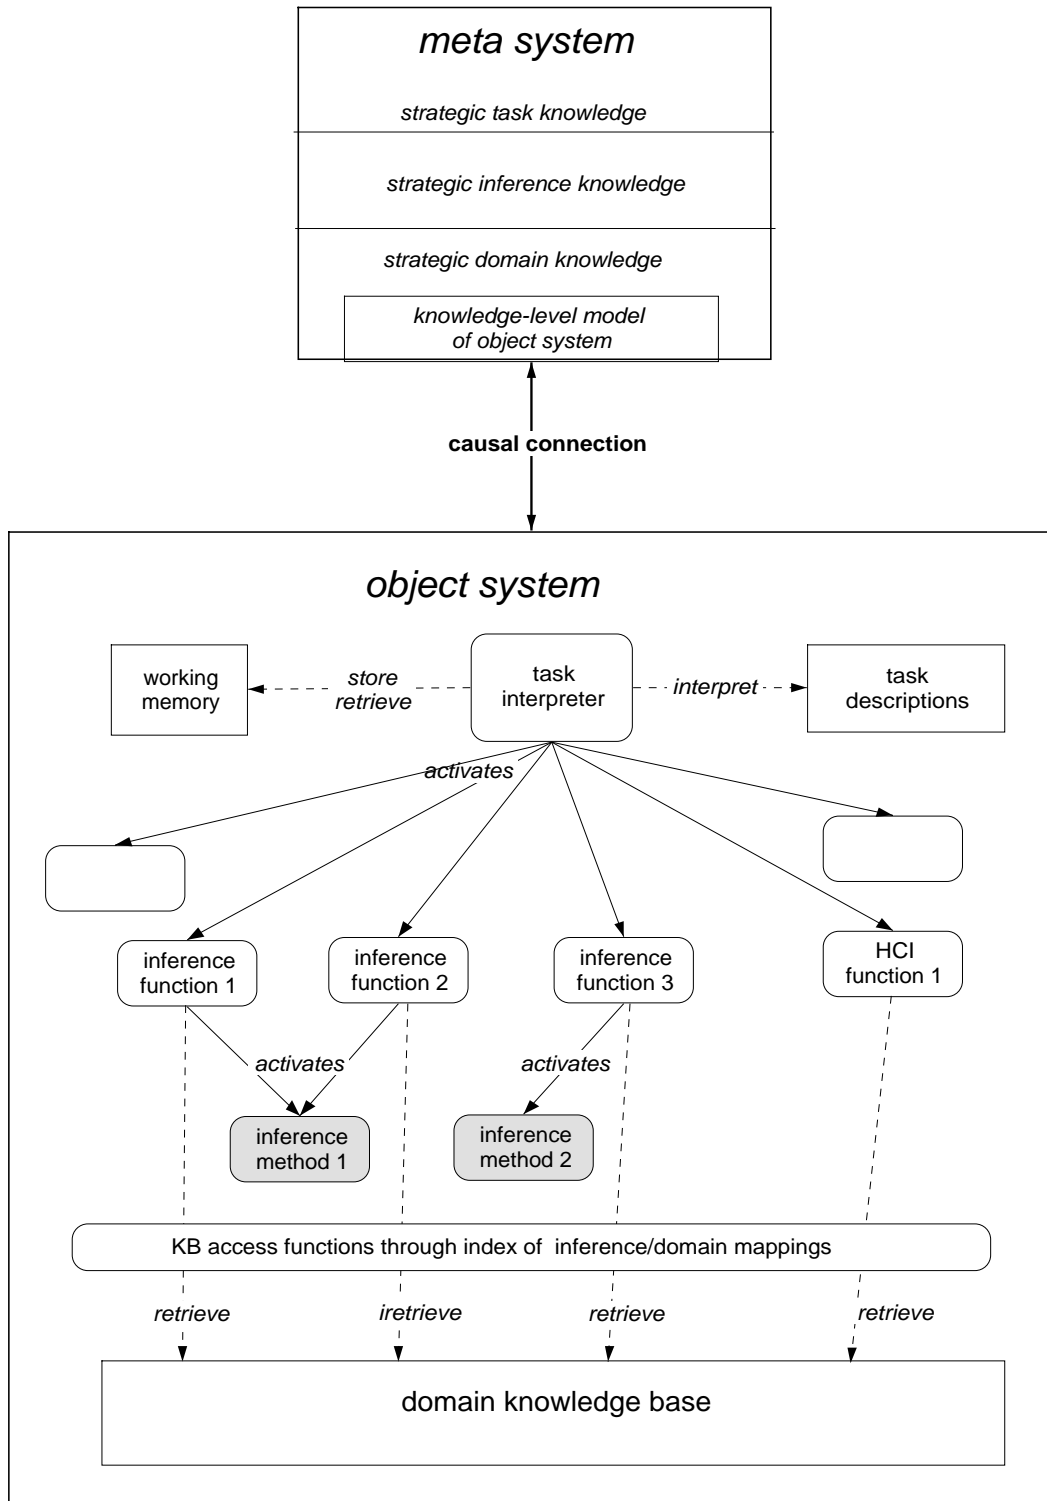 meta system
strategic task knowledge
strategic inference knowledge
strategic domain knowledge
knowledge-level model
of object system
causal connection
object system
working
memory
store
retrieve
task
interpreter
interpret
task
descriptions
activates
inference
function 1
inference
function 2
inference
function 3
HCI
function 1
activates
activates
inference
method 1
inference
method 2
KB access functions through index of inference/domain mappings
retrieve
iretrieve
retrieve
retrieve
domain knowledge base